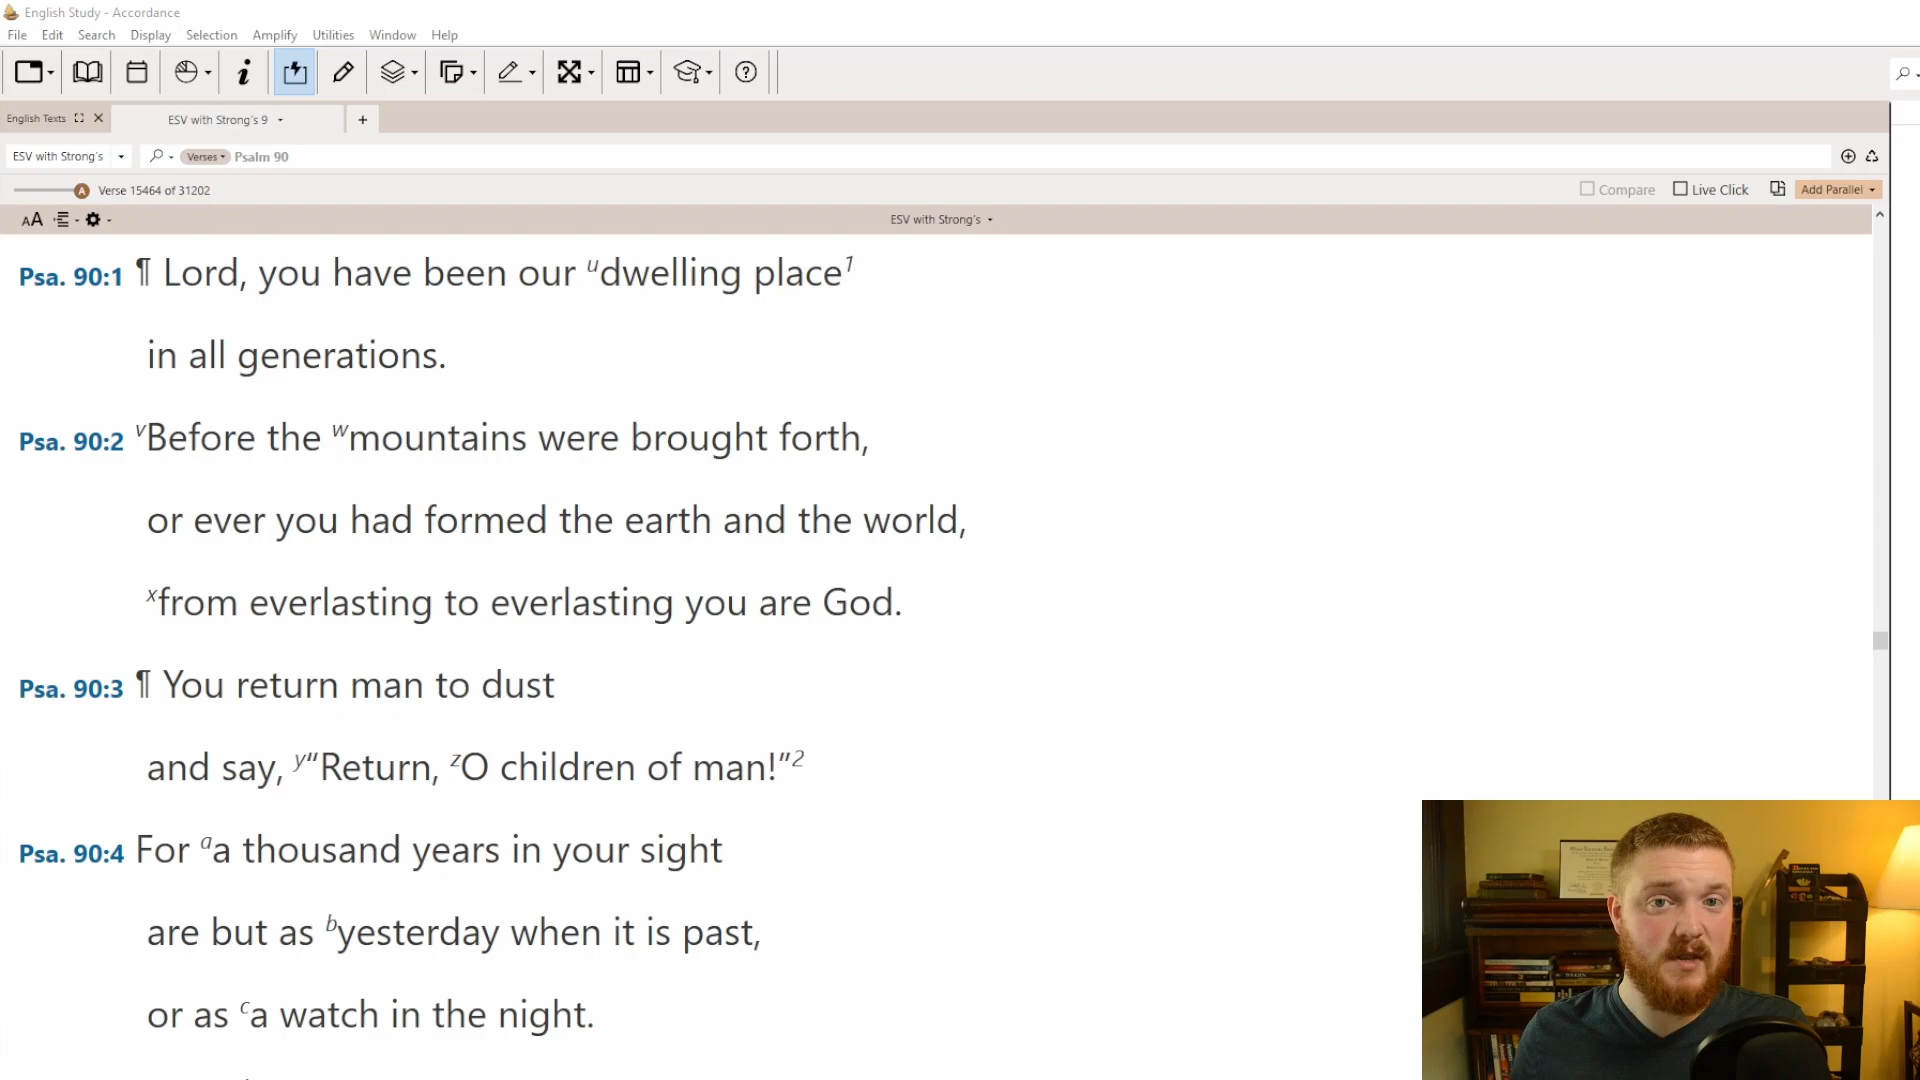 English Study - Accordance
File Edit Search Display Selection Amplify Utilities Window Help
English Texts
ESV with Strong's 9
ESV with Strong's Verses Psalm 90
A Verse 15464 of 31202 Compare Live Click Add Parallel
AA ESV with Strong's
Psa. 90:1 ¶ Lord, you have been our udwelling place1
in all generations.
Psa. 90:2 vBefore the wmountains were brought forth,
or ever you had formed the earth and the world,
xfrom everlasting to everlasting you are God.
Psa. 90:3 ¶ You return man to dust
and say, y“Return, zO children of man!”2
Psa. 90:4 For aa thousand years in your sight
are but as byesterday when it is past,
or as ca watch in the night.